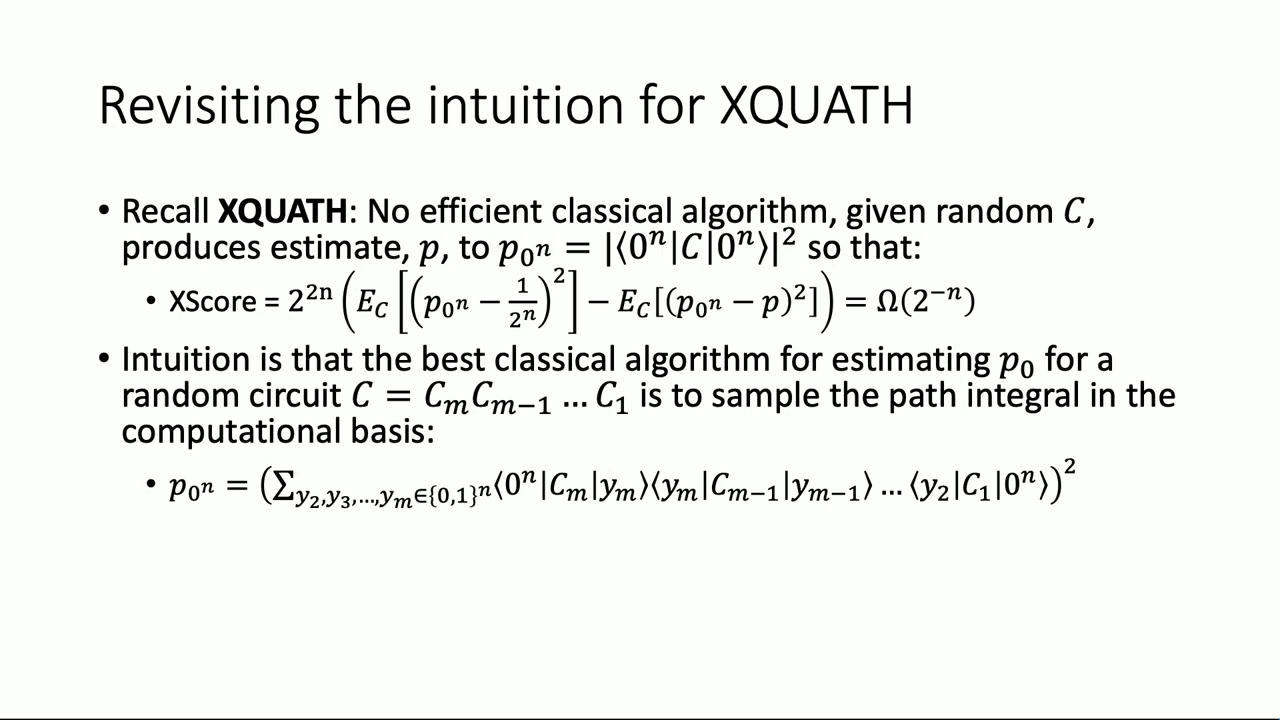 Revisiting the intuition for XQUATH
• Recall XQUATH: No efficient classical algorithm, given random C,
produces estimate, p, to p_{0^n} = |⟨0^n|C|0^n⟩|^2 so that:
• XScore = 2^{2n} (E_C [(p_{0^n} − 1/2^n)^2] − E_C[(p_{0^n} − p)^2]) = Ω(2^{−n})
• Intuition is that the best classical algorithm for estimating p_0 for a
random circuit C = C_m C_{m−1} … C_1 is to sample the path integral in the
computational basis:
• p_{0^n} = (∑_{y_2,y_3,…,y_m∈{0,1}^n} ⟨0^n|C_m|y_m⟩⟨y_m|C_{m−1}|y_{m−1}⟩ … ⟨y_2|C_1|0^n⟩)^2